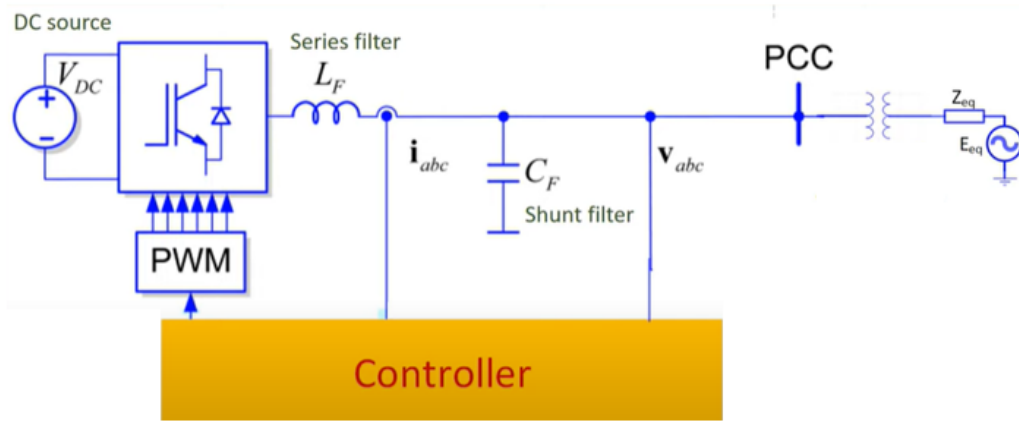 DC source
V_DC
Series filter
L_F
PCC
Z_eq
E_eq
i_abc
C_F
v_abc
Shunt filter
PWM
Controller